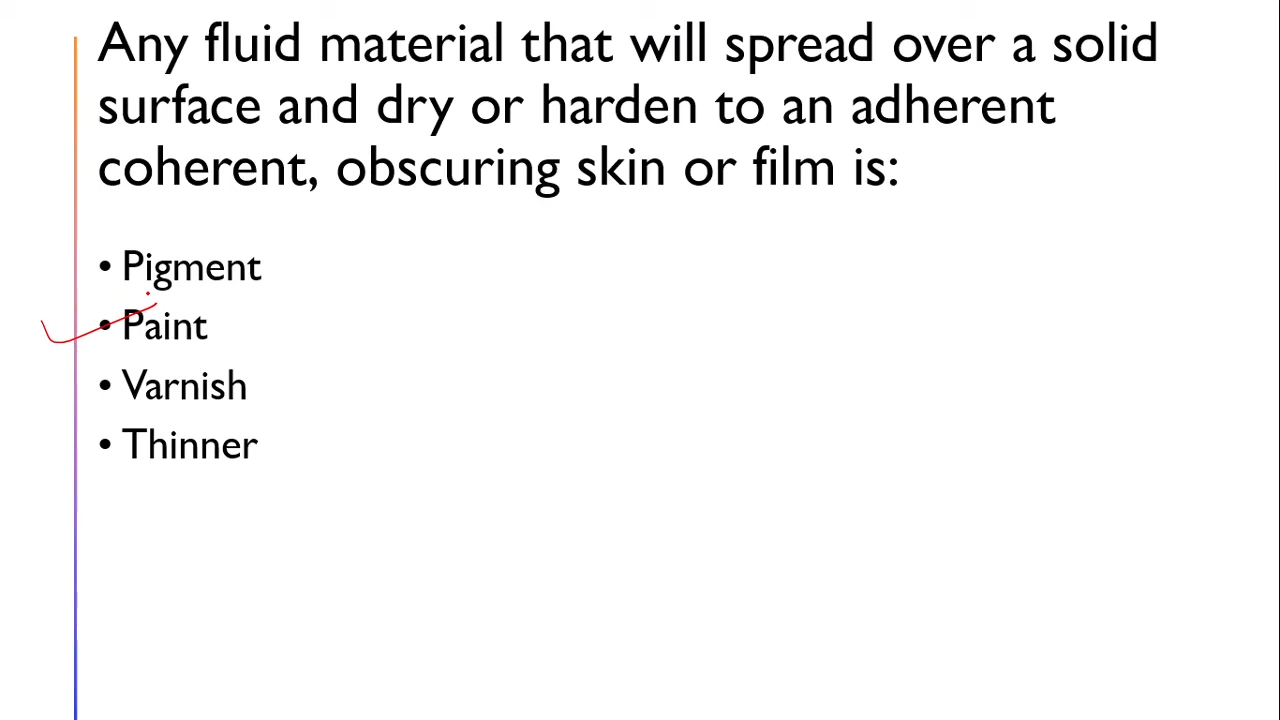 Any fluid material that will spread over a solid
surface and dry or harden to an adherent
coherent, obscuring skin or film is:
• Pigment
• Paint
• Varnish
• Thinner